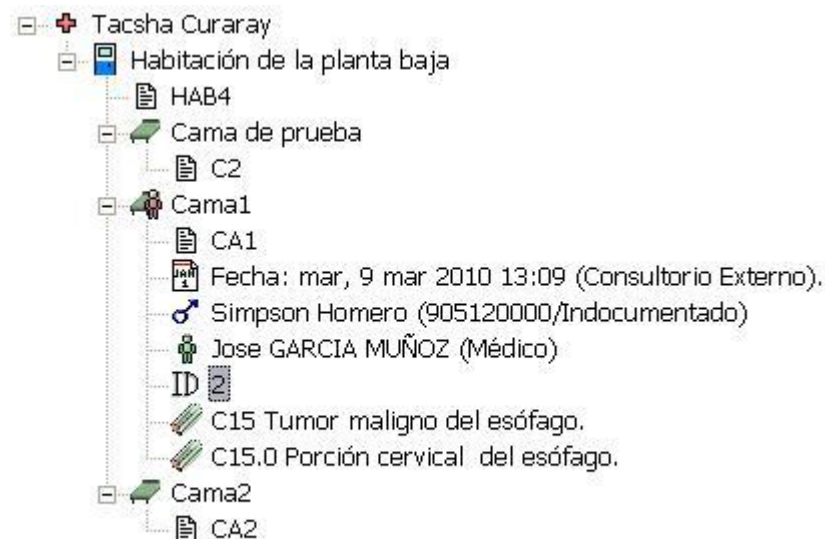 Tacsha Curaray
Habitación de la planta baja
HAB4
Cama de prueba
C2
Cama1
CA1
Fecha: mar, 9 mar 2010 13:09 (Consultorio Externo).
Simpson Homero (905120000/Indocumentado)
Jose GARCIA MUÑOZ (Médico)
ID 2
C15 Tumor maligno del esófago.
C15.0 Porción cervical del esófago.
Cama2
CA2